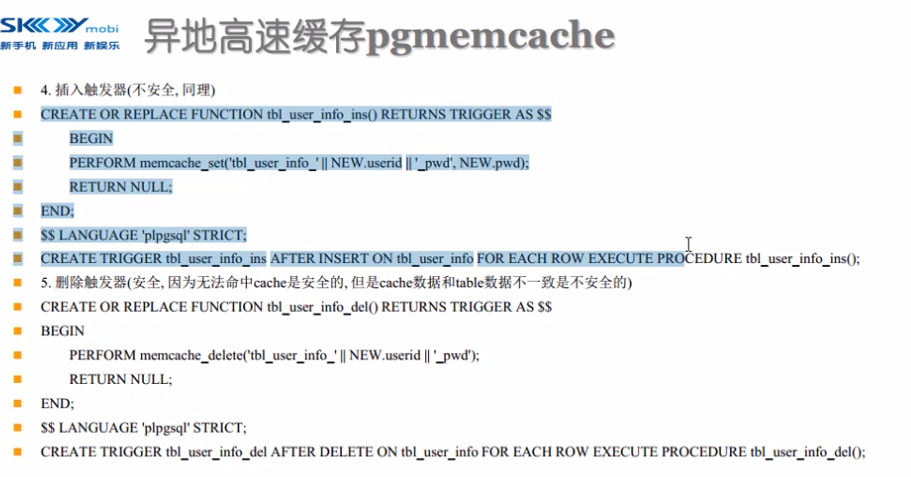 SKYmobi
新手机 新应用 新娱乐
异地高速缓存pgmemcache
4. 插入触发器(不安全, 同理)
CREATE OR REPLACE FUNCTION tbl_user_info_ins() RETURNS TRIGGER AS $$
BEGIN
PERFORM memcache_set('tbl_user_info_' || NEW.userid || '_pwd', NEW.pwd);
RETURN NULL;
END;
$$ LANGUAGE 'plpgsql' STRICT;
CREATE TRIGGER tbl_user_info_ins AFTER INSERT ON tbl_user_info FOR EACH ROW EXECUTE PROCEDURE tbl_user_info_ins();
5. 删除触发器(安全, 因为无法命中cache是安全的, 但是cache数据和table数据不一致是不安全的)
CREATE OR REPLACE FUNCTION tbl_user_info_del() RETURNS TRIGGER AS $$
BEGIN
PERFORM memcache_delete('tbl_user_info_' || NEW.userid || '_pwd');
RETURN NULL;
END;
$$ LANGUAGE 'plpgsql' STRICT;
CREATE TRIGGER tbl_user_info_del AFTER DELETE ON tbl_user_info FOR EACH ROW EXECUTE PROCEDURE tbl_user_info_del();